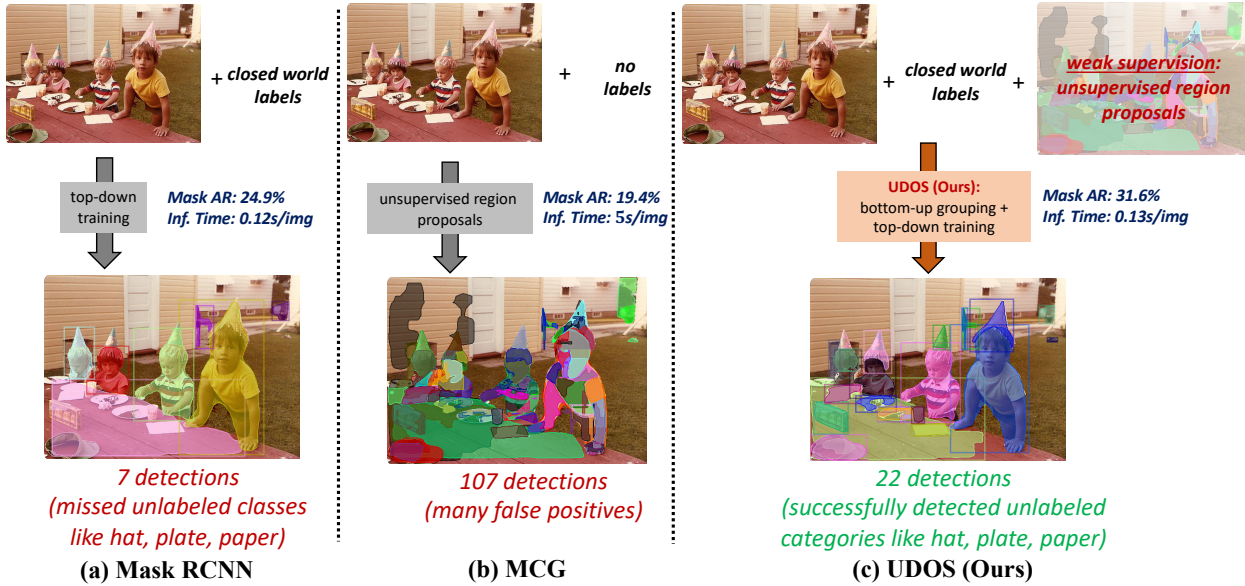 + closed world
labels
top-down
training
Mask AR: 24.9%
Inf. Time: 0.12s/img
7 detections
(missed unlabeled classes
like hat, plate, paper)
(a) Mask RCNN
+ no
labels
unsupervised region
proposals
Mask AR: 19.4%
Inf. Time: 5s/img
107 detections
(many false positives)
(b) MCG
+ closed world
labels
+ weak supervision:
unsupervised region
proposals
UDOS (Ours):
bottom-up grouping +
top-down training
Mask AR: 31.6%
Inf. Time: 0.13s/img
22 detections
(successfully detected unlabeled
categories like hat, plate, paper)
(c) UDOS (Ours)